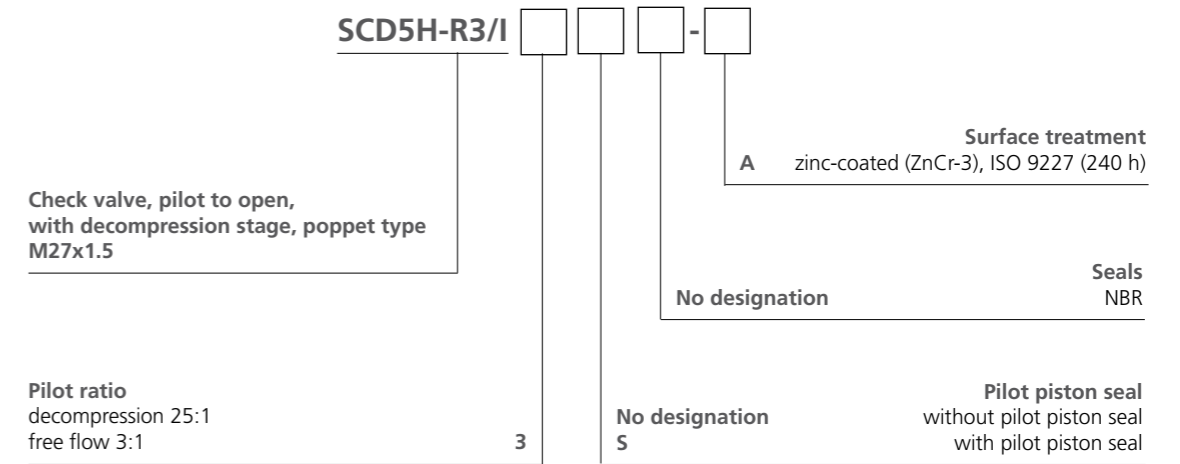 SCD5H-R3/I -
Surface treatment
A zinc-coated (ZnCr-3), ISO 9227 (240 h)
Check valve, pilot to open,
with decompression stage, poppet type
M27x1.5
Seals
No designation NBR
Pilot ratio
decompression 25:1
free flow 3:1 3
Pilot piston seal
No designation without pilot piston seal
S with pilot piston seal